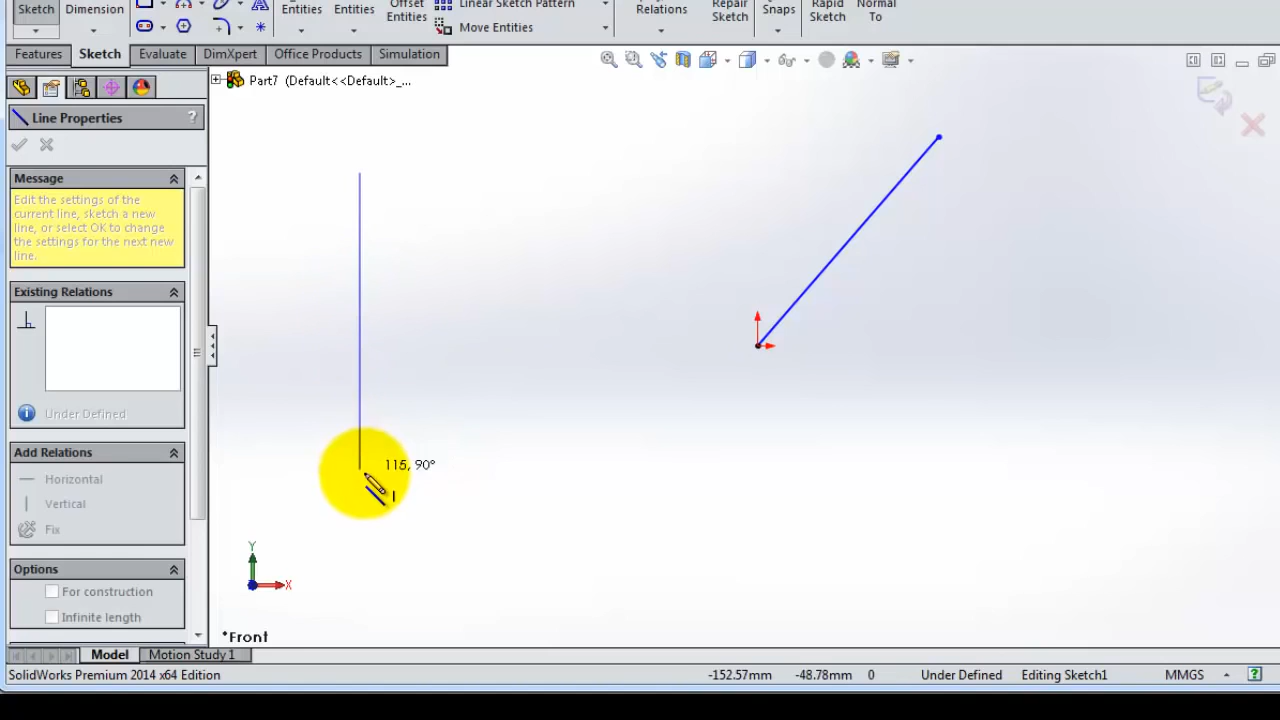 Sketch
Dimension
Entities
Entities
Offset
Entities
Linear Sketch Pattern
Move Entities
Relations
Repair
Sketch
Snaps
Rapid
Sketch
Normal
To
Features
Sketch
Evaluate
DimXpert
Office Products
Simulation
Part7 (Default<<Default>_...
Line Properties
?
Message
Edit the settings of the
current line, sketch a new
line, or select OK to change
the settings for the next new
line.
Existing Relations
Under Defined
Add Relations
Horizontal
Vertical
Fix
Options
For construction
Infinite length
115, 90°
Y
X
*Front
Model
Motion Study 1
SolidWorks Premium 2014 x64 Edition
-152.57mm
-48.78mm
0
Under Defined
Editing Sketch1
MMGS
?